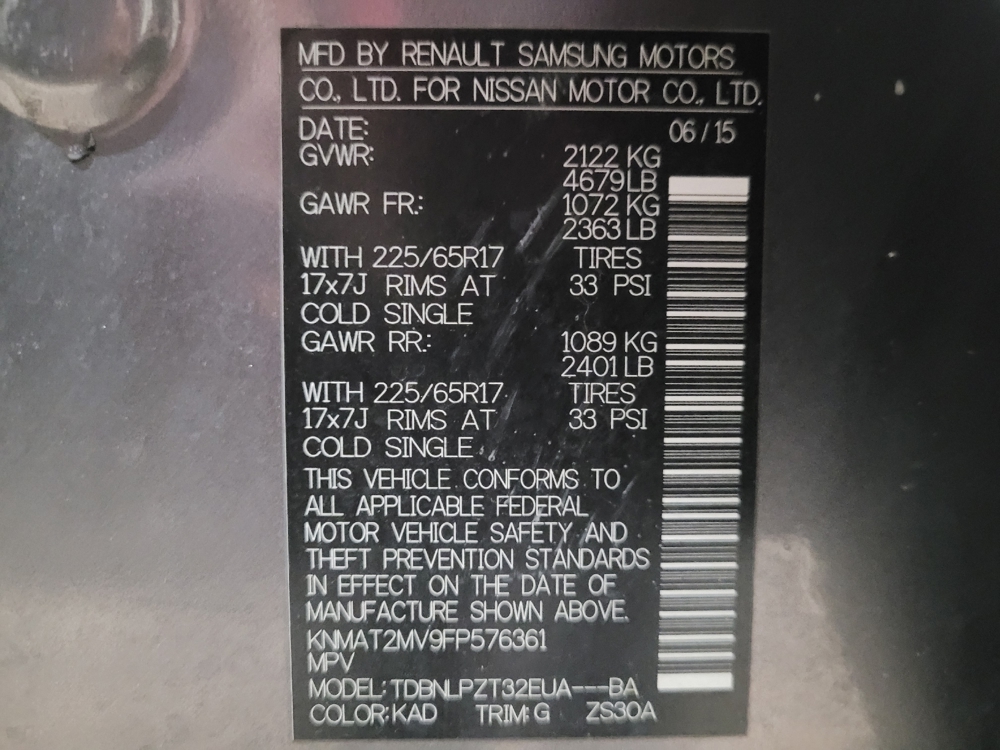 MFD BY RENAULT SAMSUNG MOTORS
CO., LTD. FOR NISSAN MOTOR CO., LTD.
DATE: 06/15
GVWR: 2122 KG
4679 LB
GAWR FR.: 1072 KG
2363 LB
WITH 225/65R17 TIRES
17x7J RIMS AT 33 PSI
COLD SINGLE
GAWR RR.: 1089 KG
2401 LB
WITH 225/65R17 TIRES
17x7J RIMS AT 33 PSI
COLD SINGLE
THIS VEHICLE CONFORMS TO
ALL APPLICABLE FEDERAL
MOTOR VEHICLE SAFETY AND
THEFT PREVENTION STANDARDS
IN EFFECT ON THE DATE OF
MANUFACTURE SHOWN ABOVE.
KNMAT2MV9FP576361
MPV
MODEL: TDBNLPZT32EUA---BA
COLOR: KAD TRIM: G ZS30A